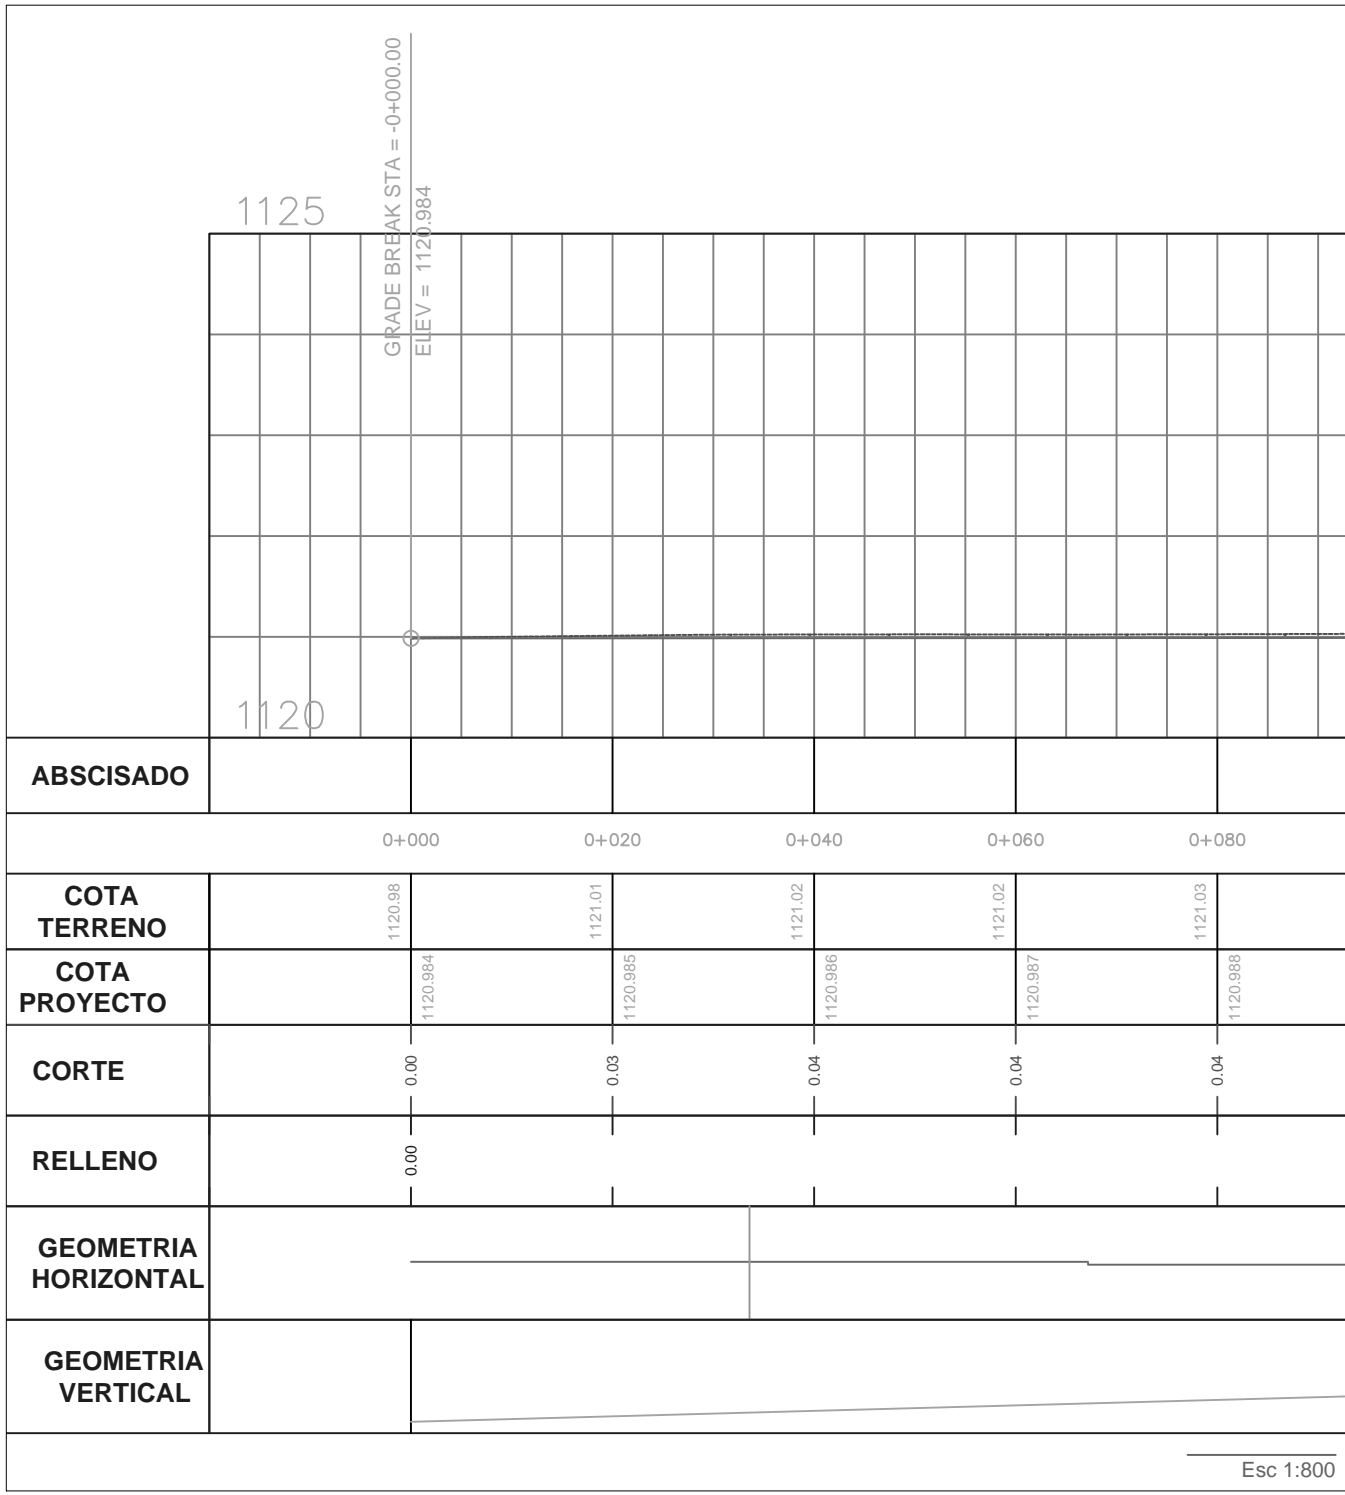 GRADE BREAK STA = -0+000.00
ELEV = 1120.984
1125
1120
ABSCISADO
0+000 0+020 0+040 0+060 0+080
COTA
TERRENO
1120.98 1121.01 1121.02 1121.02 1121.03
COTA
PROYECTO
1120.984 1120.985 1120.986 1120.987 1120.988
CORTE
0.00 0.03 0.04 0.04 0.04
RELLENO
0.00
GEOMETRIA
HORIZONTAL
GEOMETRIA
VERTICAL
Esc 1:800